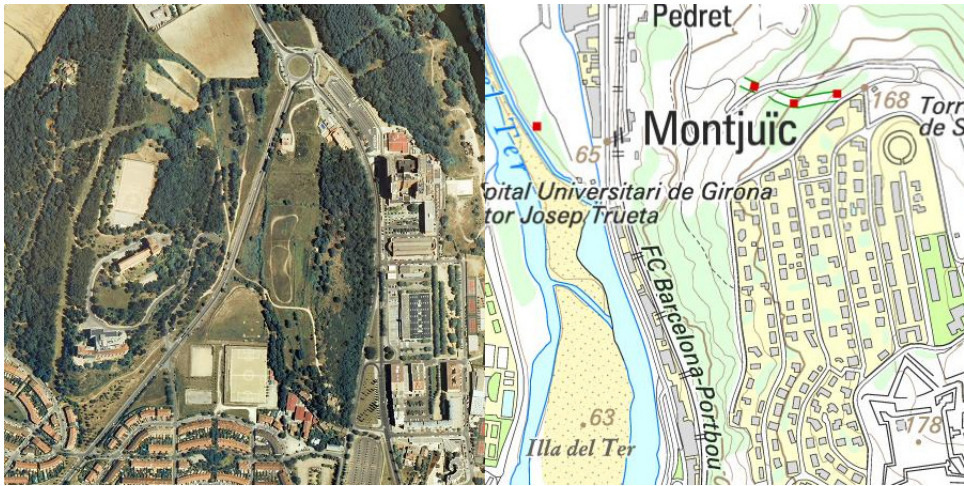 Pedret
Montjuïc
168
Torr
de S
Ter
65
pital Universitari de Girona
tor Josep Trueta
FC Barcelona-Portbou
63
Illa del Ter
178